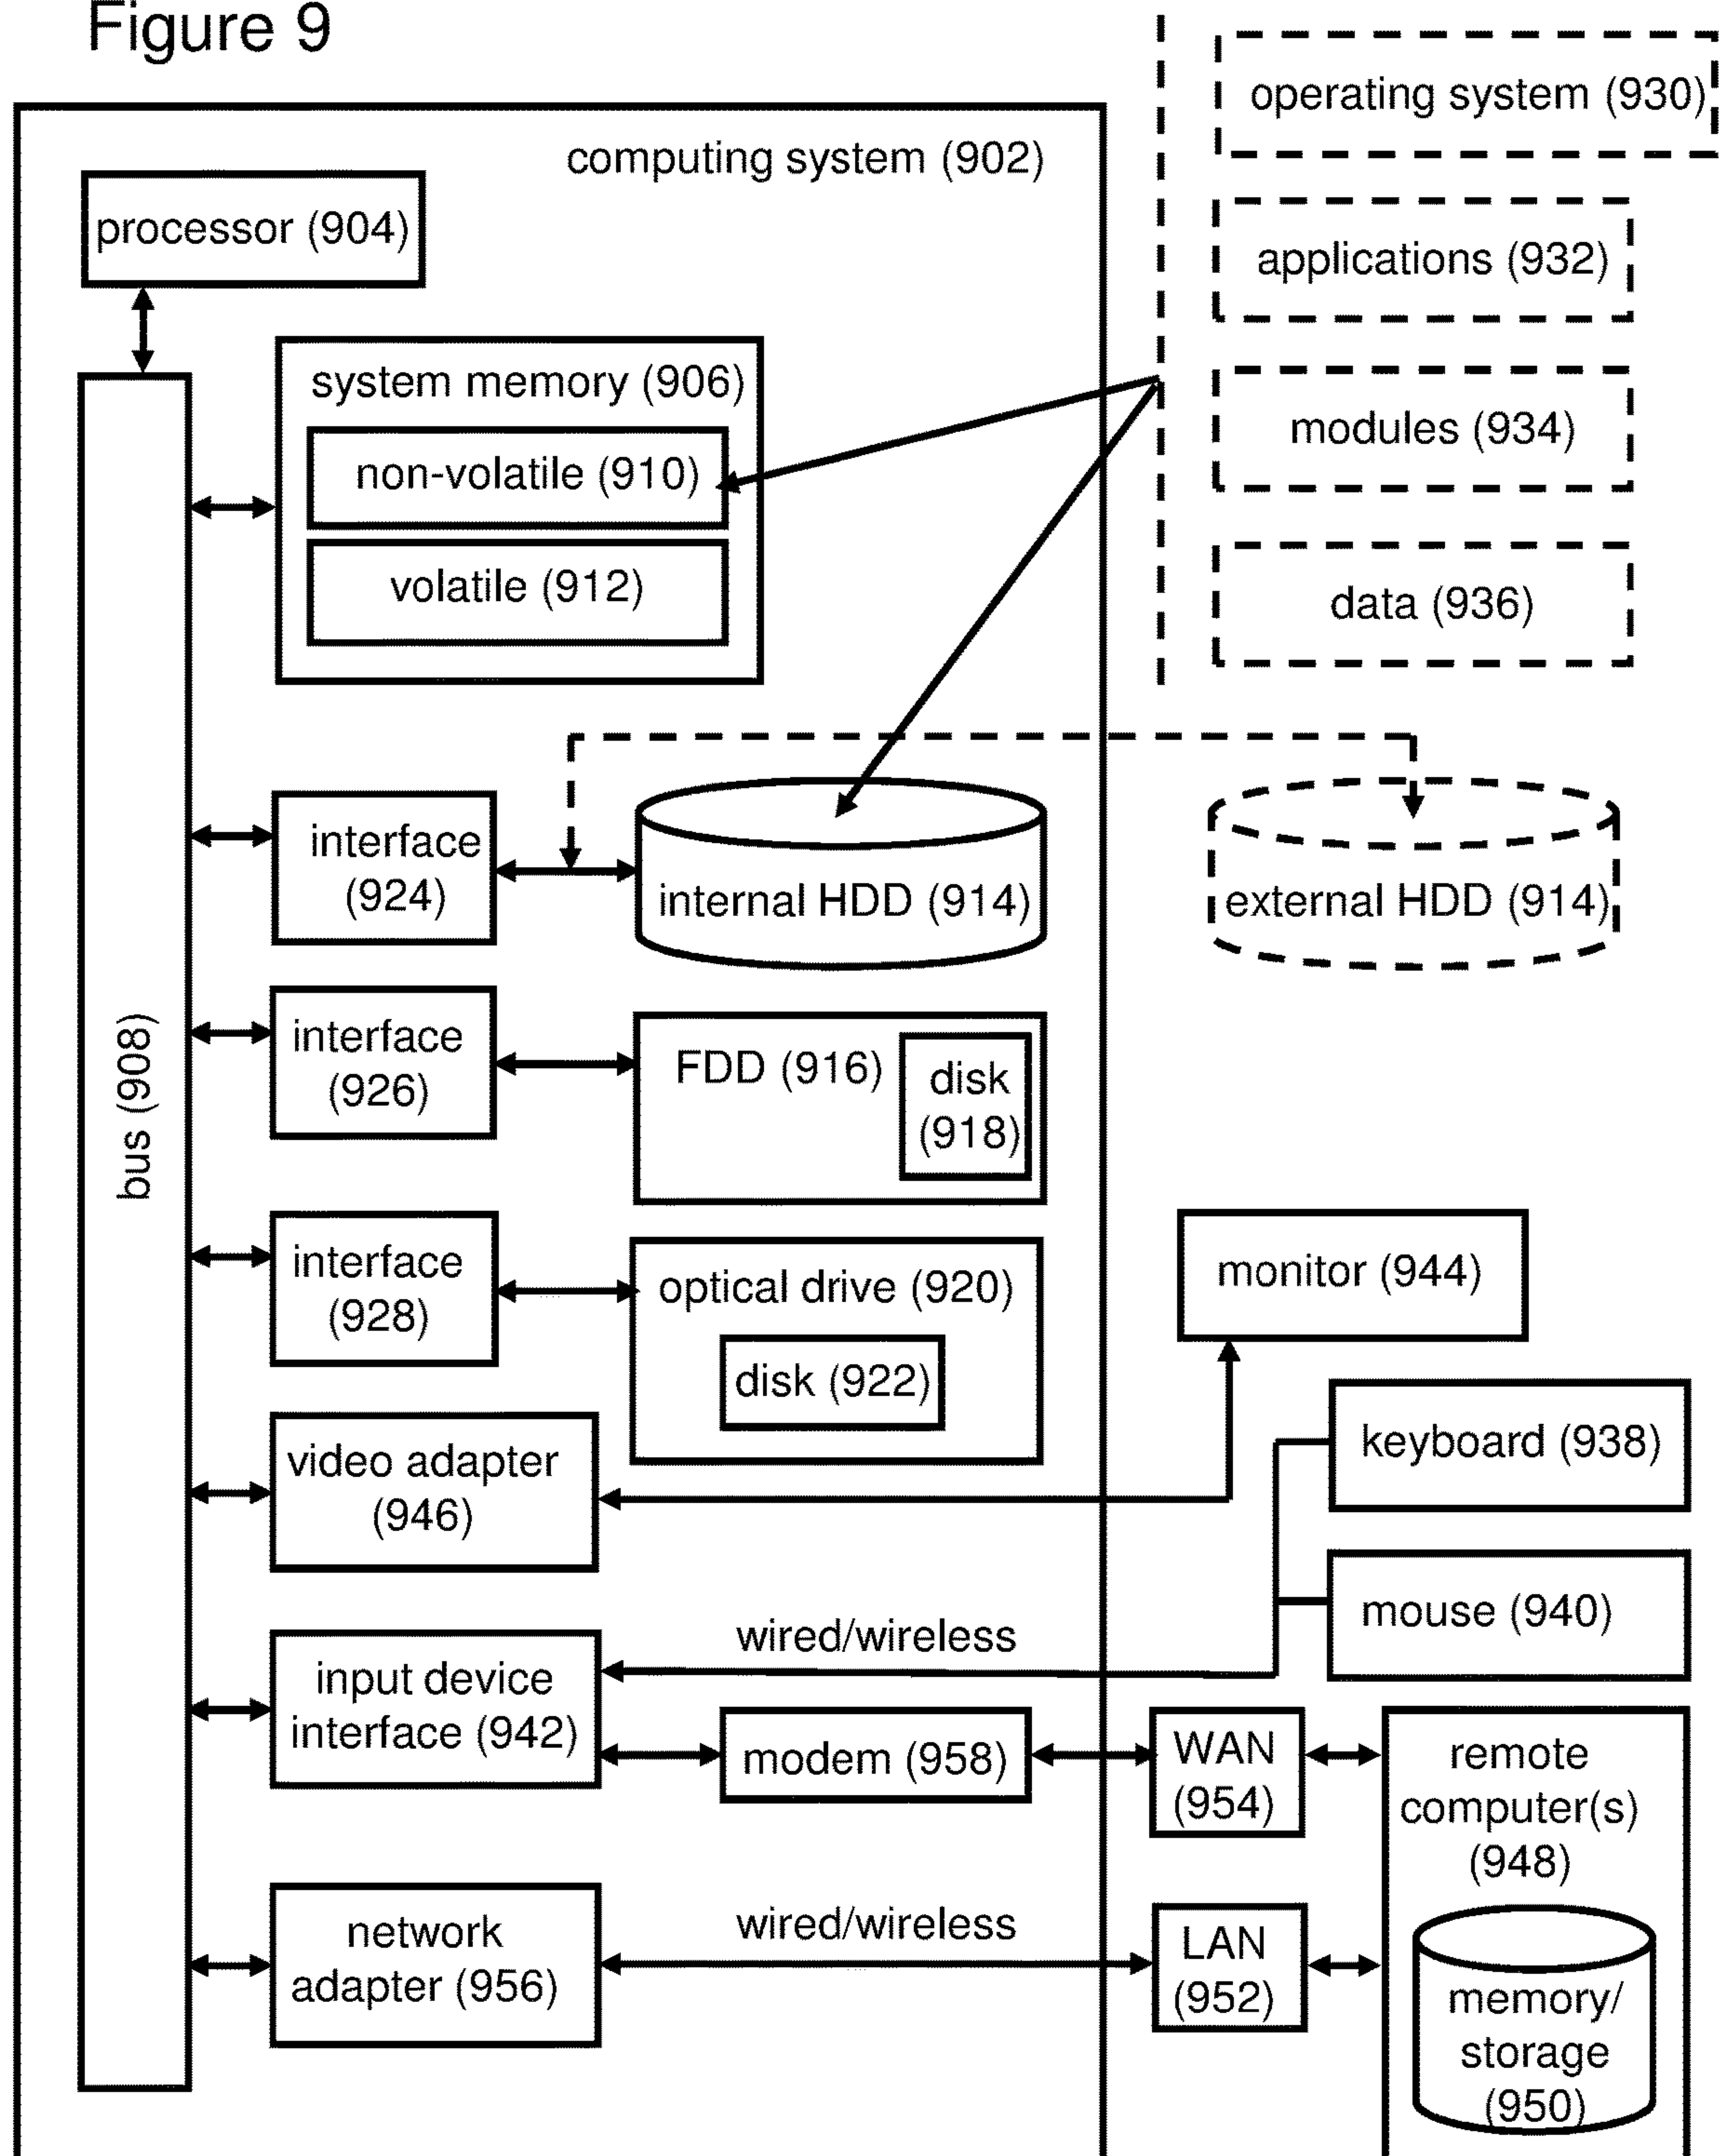 Figure 9
operating system (930)
computing system (902)
processor (904)
applications (932)
system memory (906)
non-volatile (910)
volatile (912)
modules (934)
data (936)
interface
(924)
internal HDD (914)
external HDD (914)
bus (908)
interface
(926)
FDD (916)
disk
(918)
interface
(928)
optical drive (920)
disk (922)
monitor (944)
video adapter
(946)
keyboard (938)
mouse (940)
wired/wireless
input device
interface (942)
modem (958)
WAN
(954)
remote
computer(s)
(948)
network
adapter (956)
wired/wireless
LAN
(952)
memory/
storage
(950)